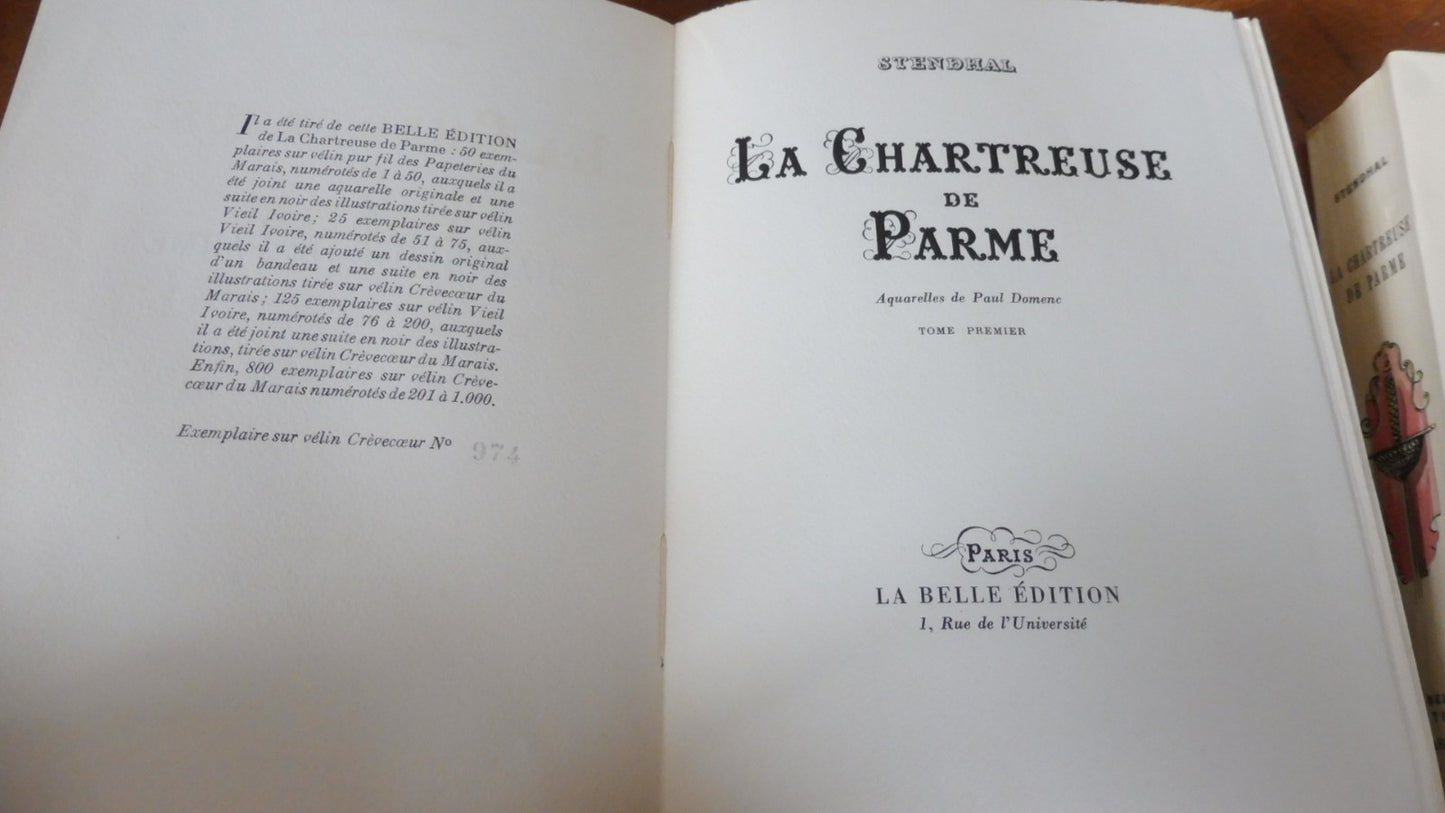 Il a été tiré de cette BELLE ÉDITION
de La Chartreuse de Parme : 50 exem-
plaires sur vélin pur fil des Papeteries du
Marais, numérotés de 1 à 50, auxquels il a
été joint une aquarelle originale et une
suite en noir des illustrations tirée sur vélin
Vieil Ivoire ; 25 exemplaires sur vélin
Vieil Ivoire, numérotés de 51 à 75, aux-
quels il a été ajouté un dessin original
d'un bandeau et une suite en noir des
illustrations tirée sur vélin Crèvecœur du
Marais ; 125 exemplaires sur vélin Vieil
Ivoire, numérotés de 76 à 200, auxquels
il a été joint une suite en noir des illustra-
tions, tirée sur vélin Crèvecœur du Marais.
Enfin, 800 exemplaires sur vélin Crève-
cœur du Marais numérotés de 201 à 1.000.
Exemplaire sur vélin Crèvecœur No 974
STENDHAL
LA CHARTREUSE
DE
PARME
Aquarelles de Paul Domenc
TOME PREMIER
PARIS
LA BELLE ÉDITION
1, Rue de l'Université
STENDHAL
LA CHARTREUSE
DE PARME